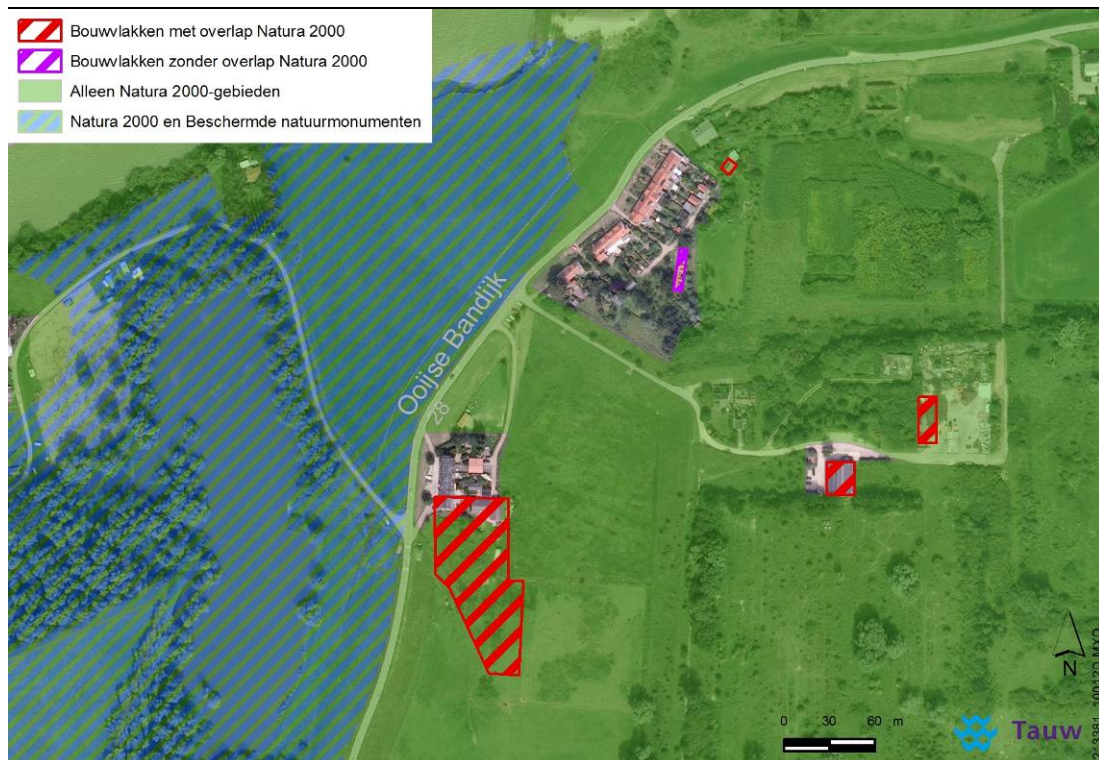 Bouwvlakken met overlap Natura 2000
Bouwvlakken zonder overlap Natura 2000
Alleen Natura 2000-gebieden
Natura 2000 en Beschermde natuurmonumenten
Ooijse Bandijk
28
N
0 30 60 m
Tauw